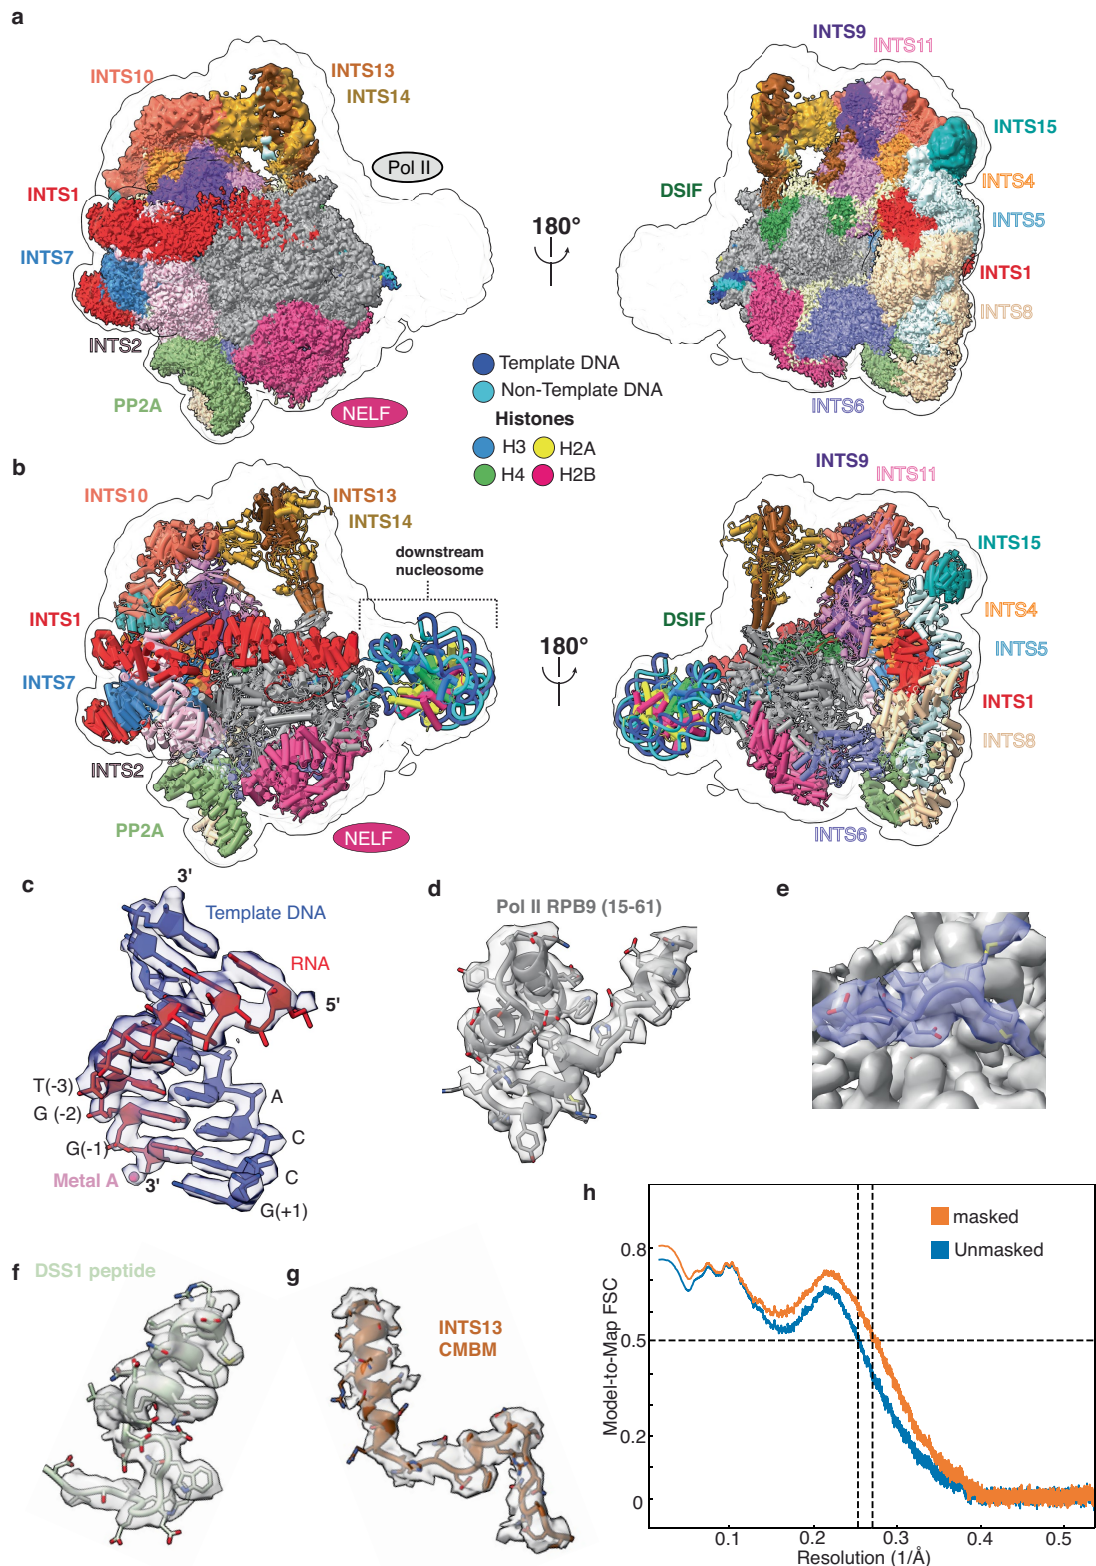 a
INTS10
INTS13
INTS14
Pol II
INTS1
INTS7
INTS2
PP2A
NELF
180°
INTS9
INTS11
INTS15
DSIF
INTS4
INTS5
INTS1
INTS8
INTS6
Template DNA
Non-Template DNA
Histones
H3 H2A
H4 H2B
b
INTS10
INTS13
INTS14
downstream
nucleosome
INTS1
INTS7
INTS2
PP2A
NELF
180°
INTS9
INTS11
INTS15
DSIF
INTS4
INTS5
INTS1
INTS8
INTS6
c
3'
Template DNA
RNA
5'
T(-3)
G (-2)
G(-1)
A
C
C
G(+1)
Metal A
3'
d
Pol II RPB9 (15-61)
e
f
DSS1 peptide
g
INTS13
CMBM
h
masked
Unmasked
Model-to-Map FSC
0.8
0.5
0.2
0
0.1 0.2 0.3 0.4 0.5
Resolution (1/Å)